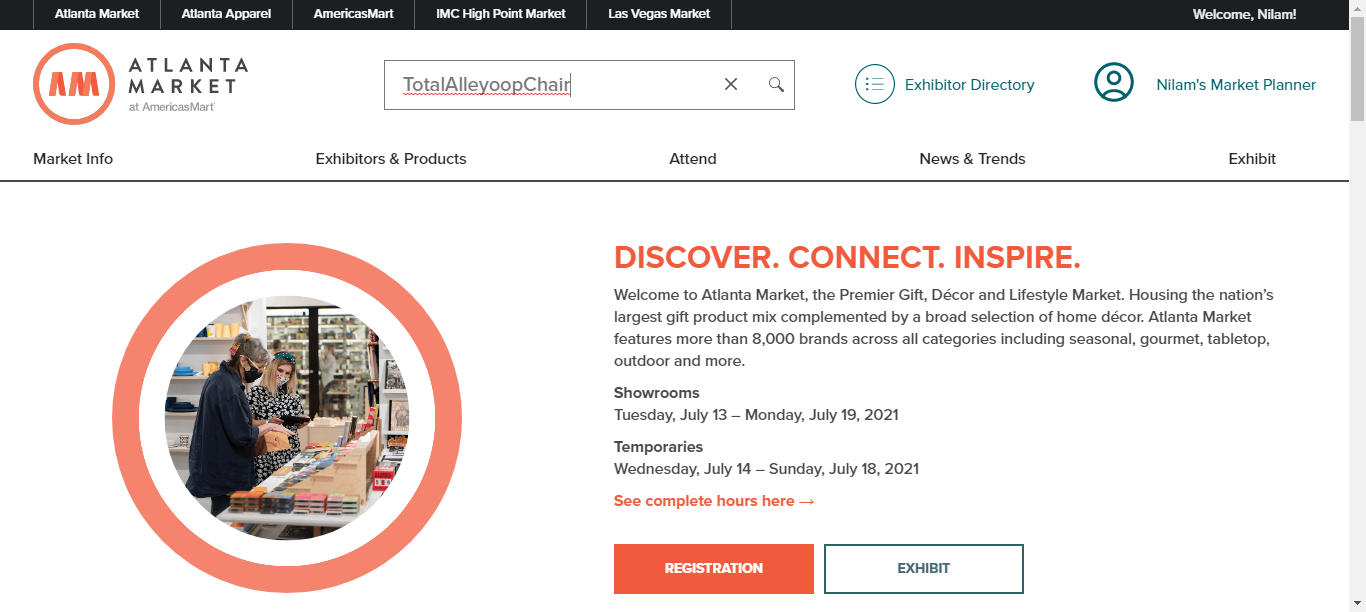 Atlanta Market
Atlanta Apparel
AmericasMart
IMC High Point Market
Las Vegas Market
Welcome, Nilam!
AM
ATLANTA
MARKET
at AmericasMart
TotalAlleyoopChair
Exhibitor Directory
Nilam's Market Planner
Market Info
Exhibitors & Products
Attend
News & Trends
Exhibit
DISCOVER. CONNECT. INSPIRE.
Welcome to Atlanta Market, the Premier Gift, Décor and Lifestyle Market. Housing the nation’s
largest gift product mix complemented by a broad selection of home décor. Atlanta Market
features more than 8,000 brands across all categories including seasonal, gourmet, tabletop,
outdoor and more.
Showrooms
Tuesday, July 13 – Monday, July 19, 2021
Temporaries
Wednesday, July 14 – Sunday, July 18, 2021
See complete hours here →
REGISTRATION
EXHIBIT